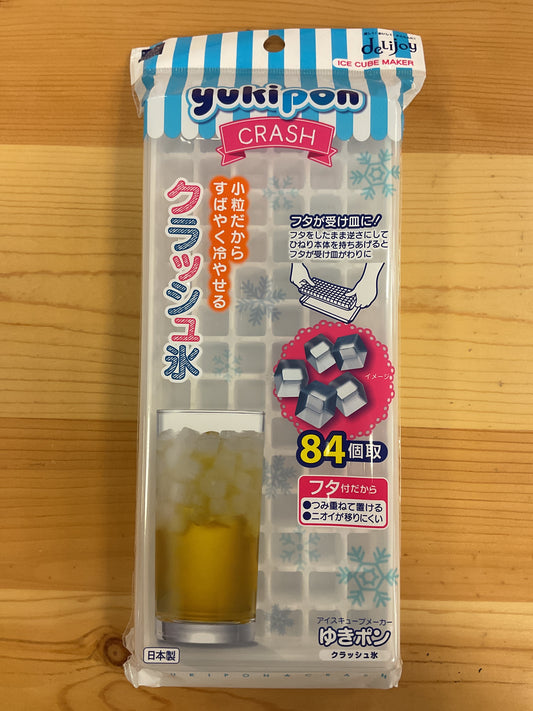 deLijoy
ICE CUBE MAKER
yukipon
CRASH
小粒だから
すばやく冷やせる
クラッシュ氷
フタが受け皿に!
フタをしたまま逆さにして
ひねり本体を持ちあげると
フタが受け皿がわりに
イメージ
84個取
フタ付だから
●つみ重ねて置ける
●ニオイが移りにくい
アイスキューブメーカー
ゆきポン
クラッシュ氷
日本製
YUKIPON CRASH